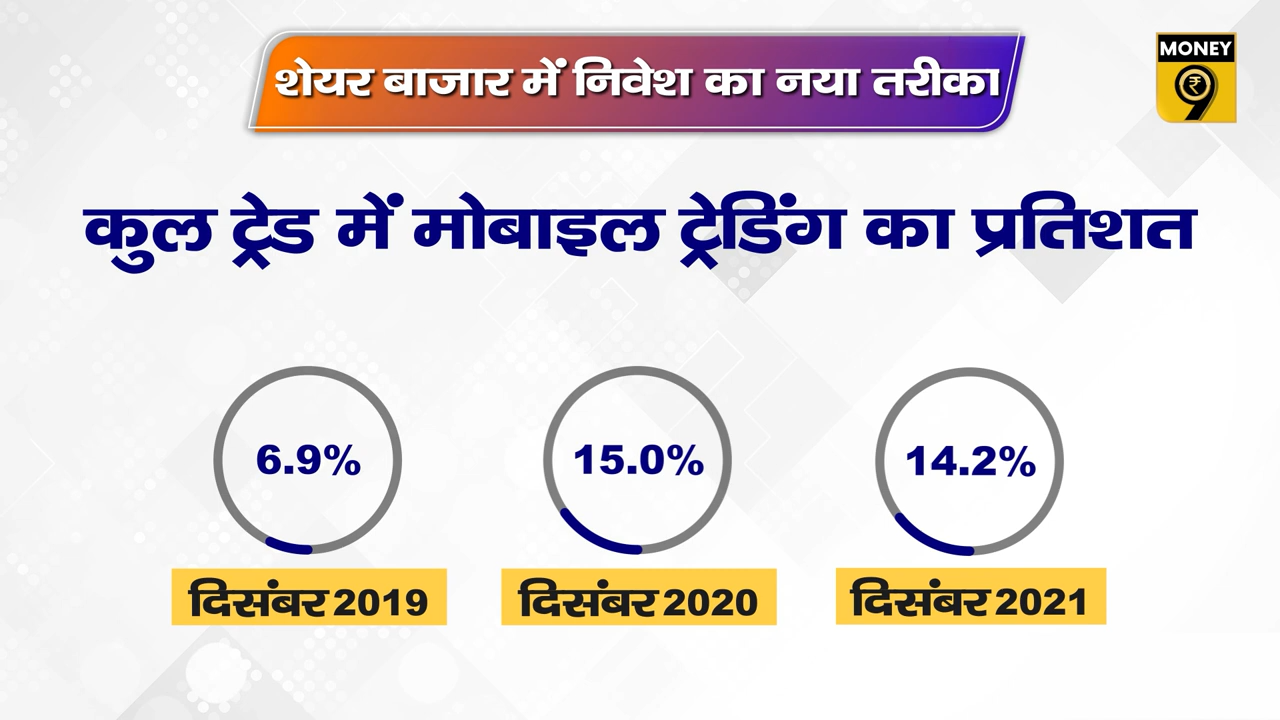 शेयर बाजार में निवेश का नया तरीका
MONEY
9
कुल ट्रेड में मोबाइल ट्रेडिंग का प्रतिशत
6.9%
15.0%
14.2%
दिसंबर 2019
दिसंबर 2020
दिसंबर 2021